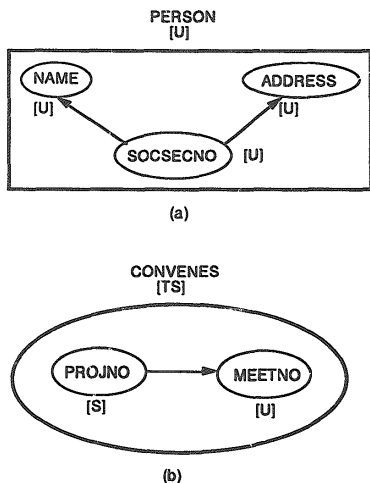 PERSON
[U]
NAME
ADDRESS
[U]
[U]
SOCSECNO
[U]
(a)
CONVENES
[TS]
PROJNO
MEETNO
[S]
[U]
(b)